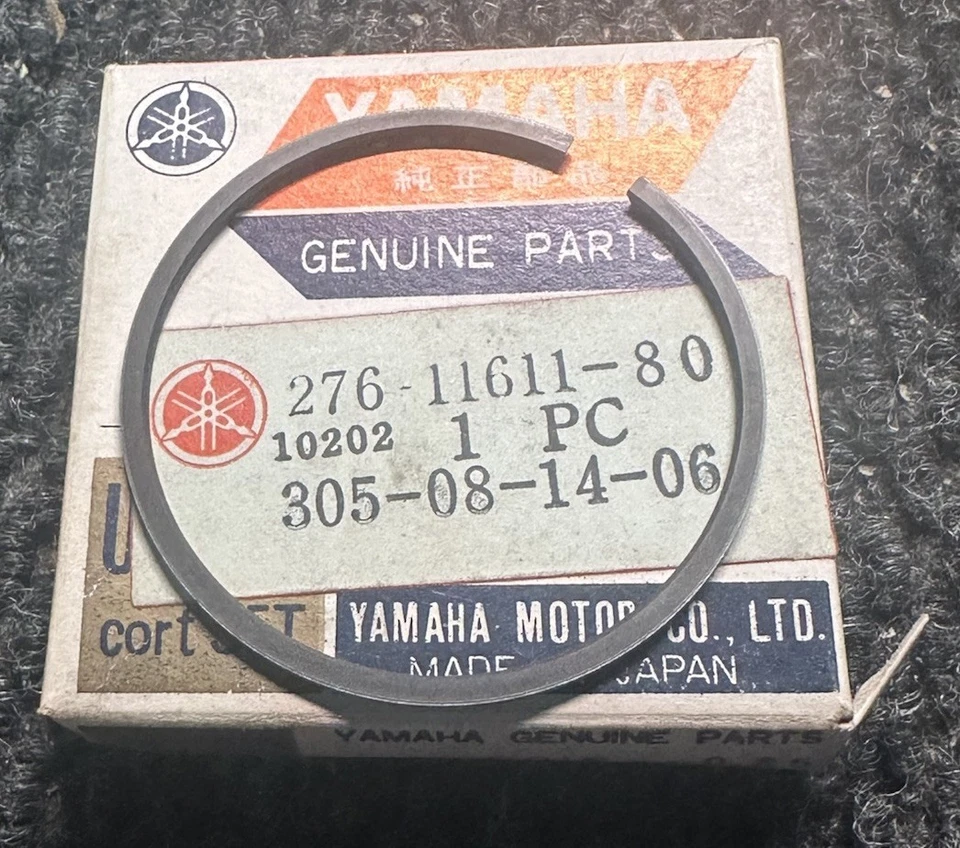 YAMAHA
純正部品
GENUINE PARTS
276-11611-80
10202 1 PC
305-08-14-06
YAMAHA MOTOR CO., LTD.
MADE JAPAN
YAMAHA GENUINE PARTS